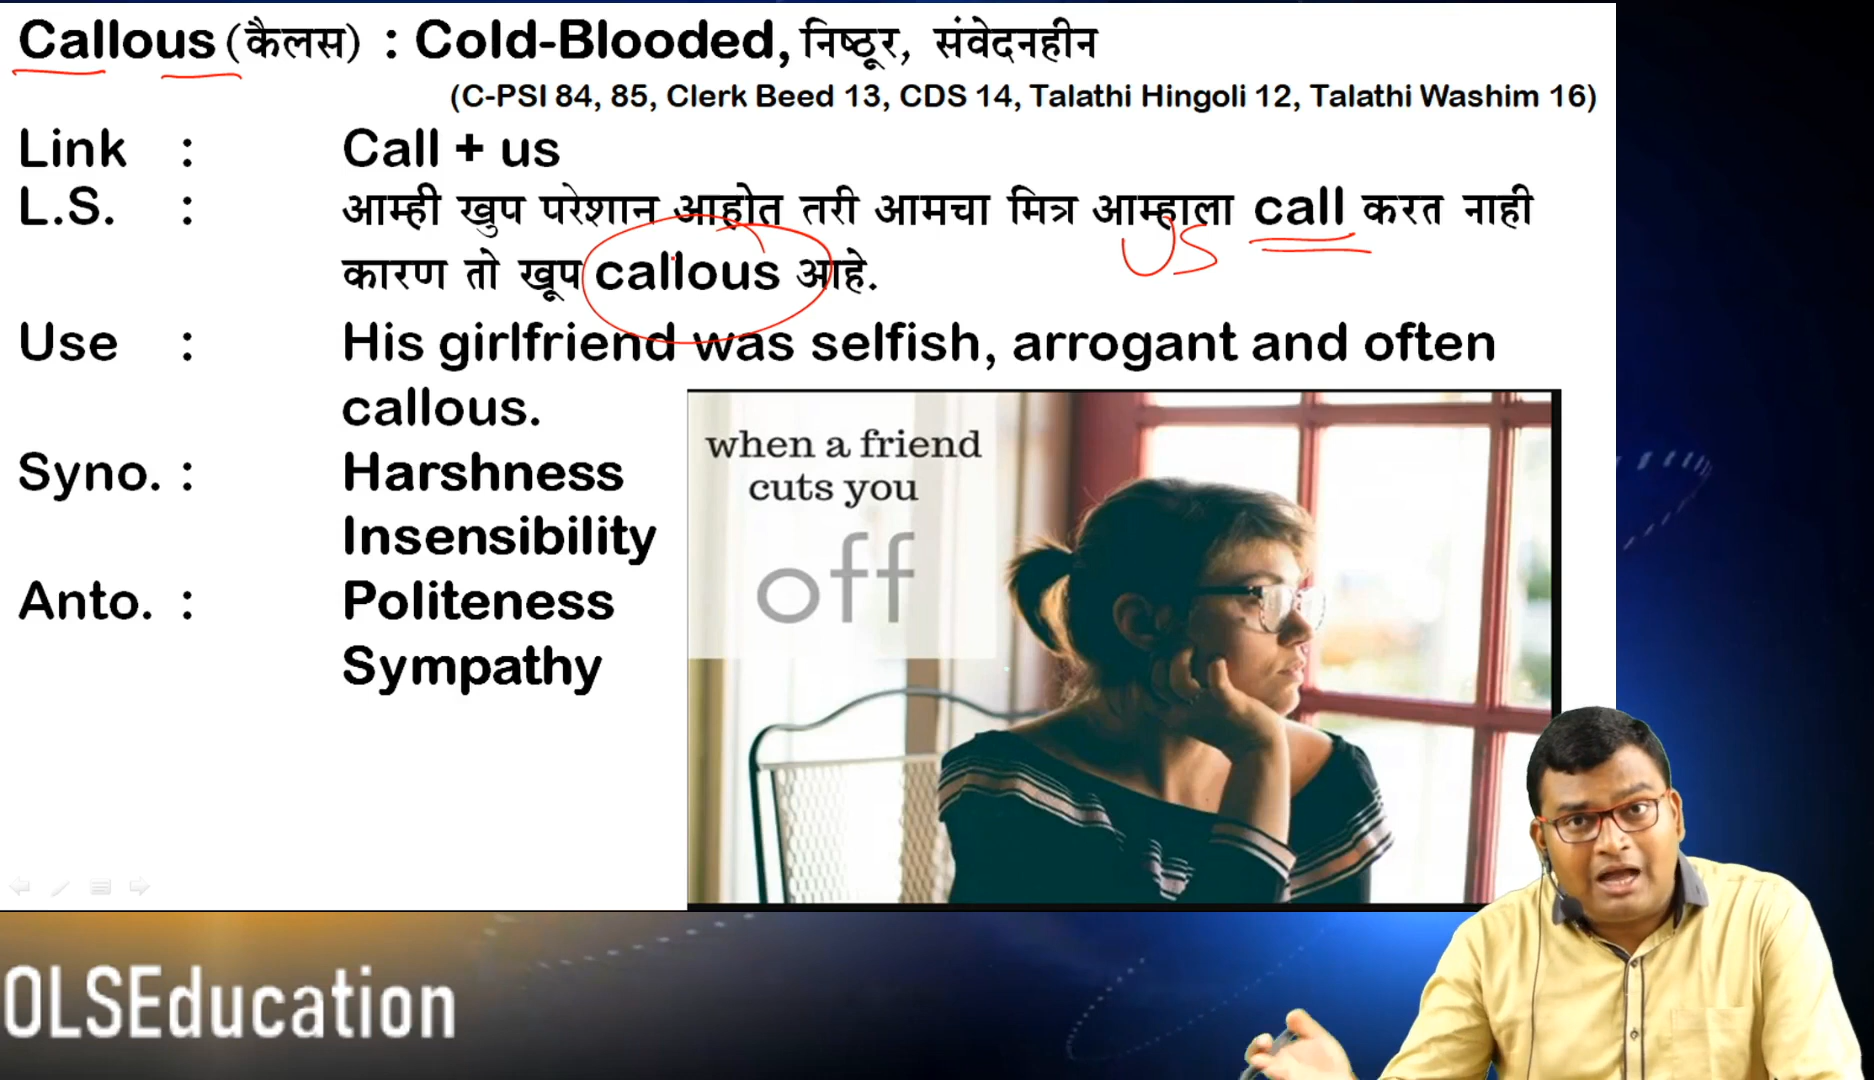 Callous (कैलस) : Cold-Blooded, निष्ठूर, संवेदनहीन
(C-PSI 84, 85, Clerk Beed 13, CDS 14, Talathi Hingoli 12, Talathi Washim 16)
Link : Call + us
L.S. : आम्ही खुप परेशान आहोत तरी आमचा मित्र आम्हाला call करत नाही
US
कारण तो खूप callous आहे.
Use : His girlfriend was selfish, arrogant and often
callous.
Syno. : Harshness
Insensibility
Anto. : Politeness
Sympathy
when a friend
cuts you
off
OLSEducation